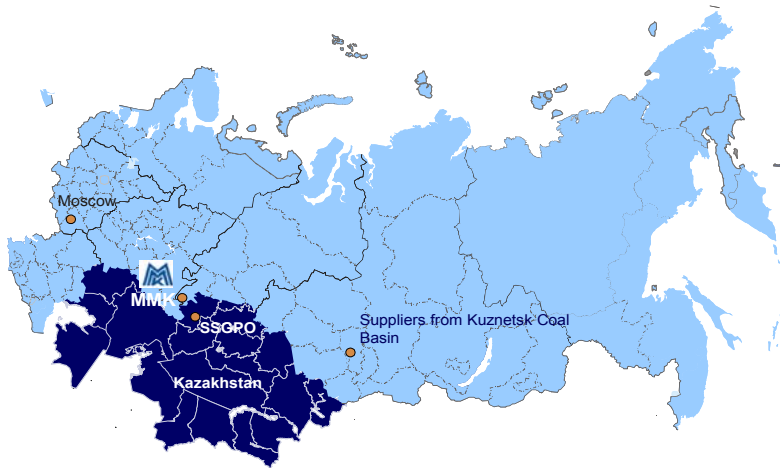 Moscow
MMK
SSGPO
Suppliers from Kuznetsk Coal
Basin
Kazakhstan